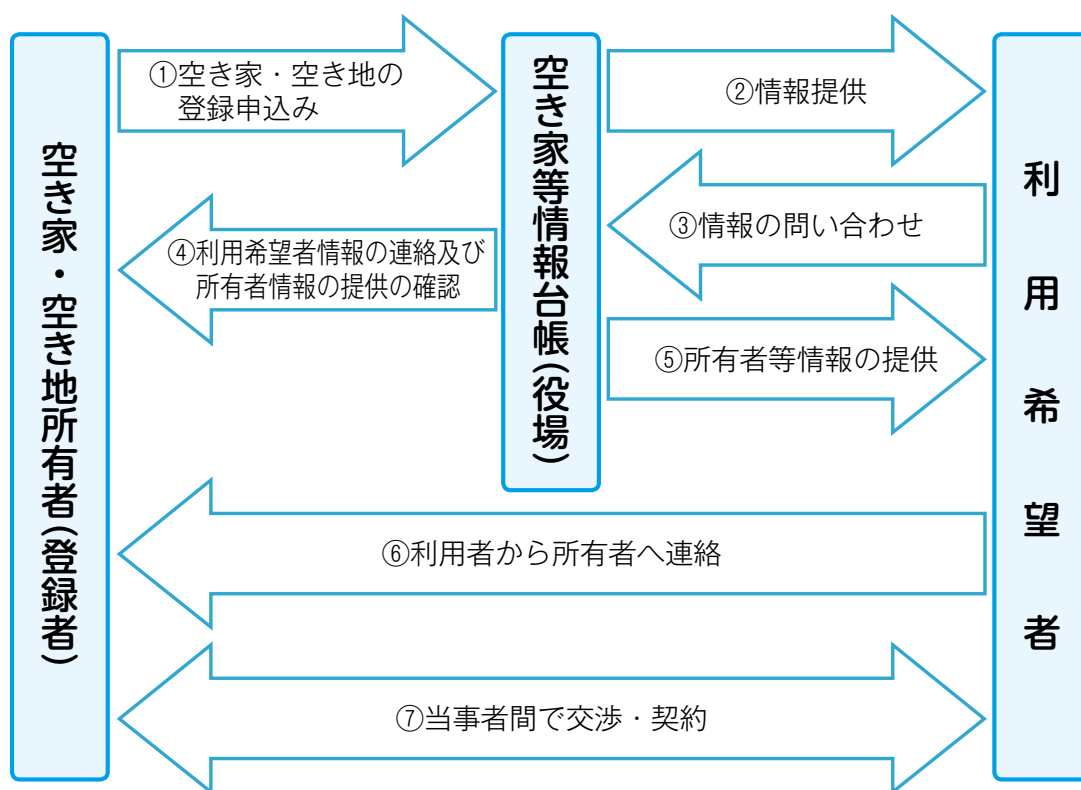 空き家・空き地所有者(登録者)
①空き家・空き地の
登録申込み
空き家等情報台帳(役場)
②情報提供
利用希望者
③情報の問い合わせ
④利用希望者情報の連絡及び
所有者情報の提供の確認
⑤所有者等情報の提供
⑥利用者から所有者へ連絡
⑦当事者間で交渉・契約